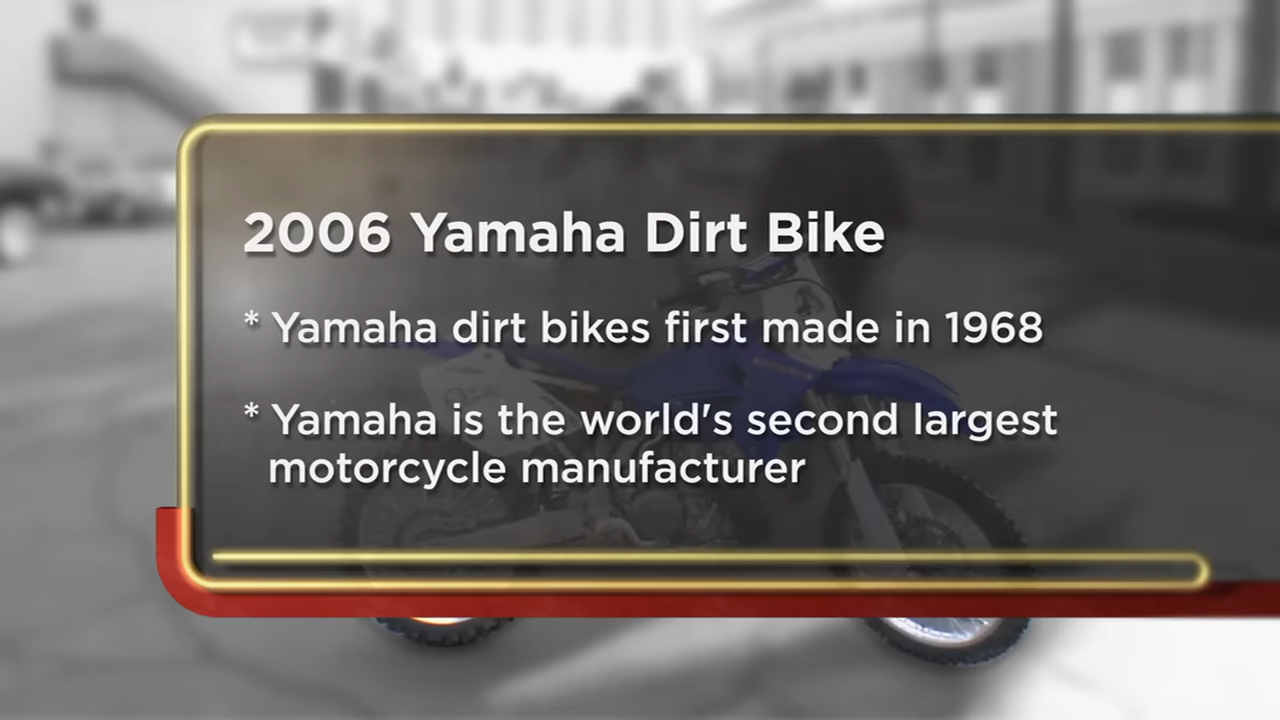 2006 Yamaha Dirt Bike
* Yamaha dirt bikes first made in 1968
* Yamaha is the world's second largest
motorcycle manufacturer